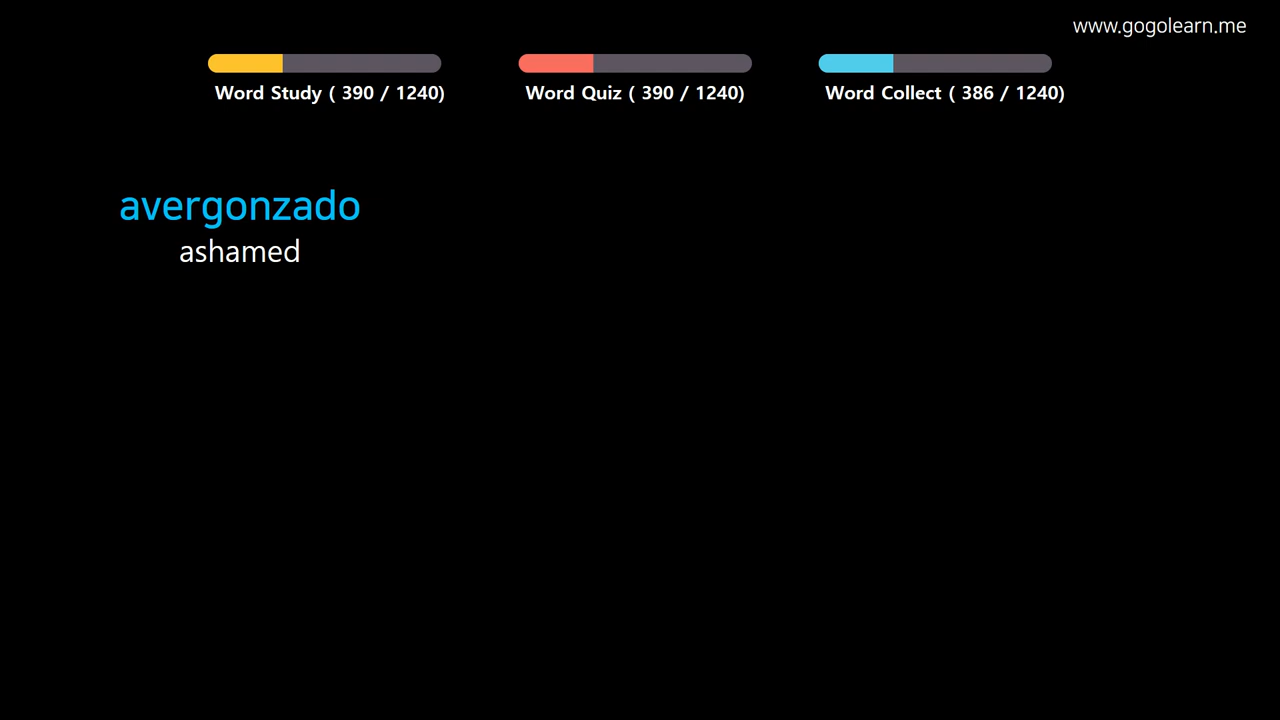 www.gogolearn.me
Word Study ( 390 / 1240)
Word Quiz ( 390 / 1240)
Word Collect ( 386 / 1240)
avergonzado
ashamed